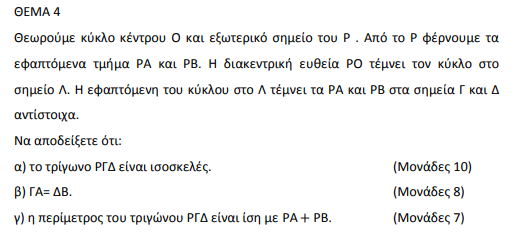 ΘΕΜΑ 4
Θεωρούμε κύκλο κέντρου Ο και εξωτερικό σημείο του Ρ . Από το Ρ φέρνουμε τα
εφαπτόμενα τμήμα ΡΑ και ΡΒ. Η διακεντρική ευθεία ΡΟ τέμνει τον κύκλο στο
σημείο Λ. Η εφαπτόμενη του κύκλου στο Λ τέμνει τα ΡΑ και ΡΒ στα σημεία Γ και Δ
αντίστοιχα.
Να αποδείξετε ότι:
α) το τρίγωνο ΡΓΔ είναι ισοσκελές. (Μονάδες 10)
β) ΓΑ= ΔΒ. (Μονάδες 8)
γ) η περίμετρος του τριγώνου ΡΓΔ είναι ίση με ΡΑ + ΡΒ. (Μονάδες 7)